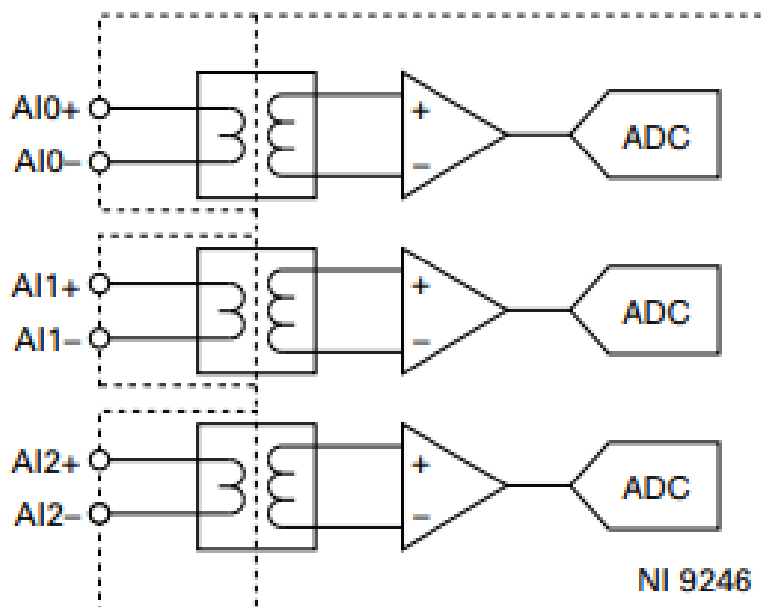 AI0+
+
ADC
AI0–
–
AI1+
+
ADC
AI1–
–
AI2+
+
ADC
AI2–
–
NI 9246